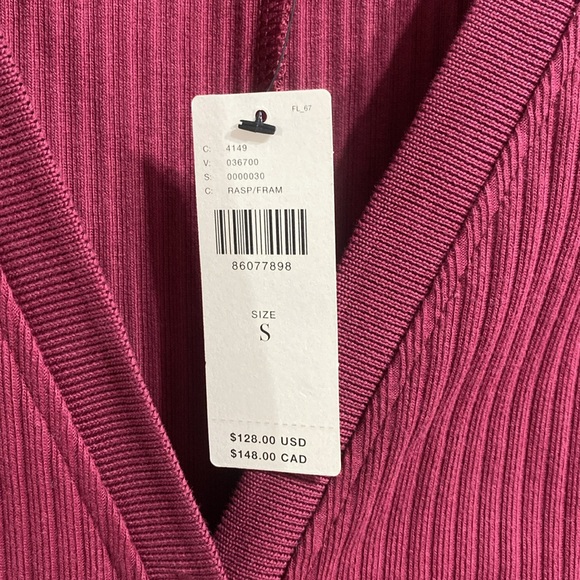 FL_67
C: 4149
V: 036700
S: 0000030
C: RASP/FRAM
86077898
SIZE
S
$128.00 USD
$148.00 CAD